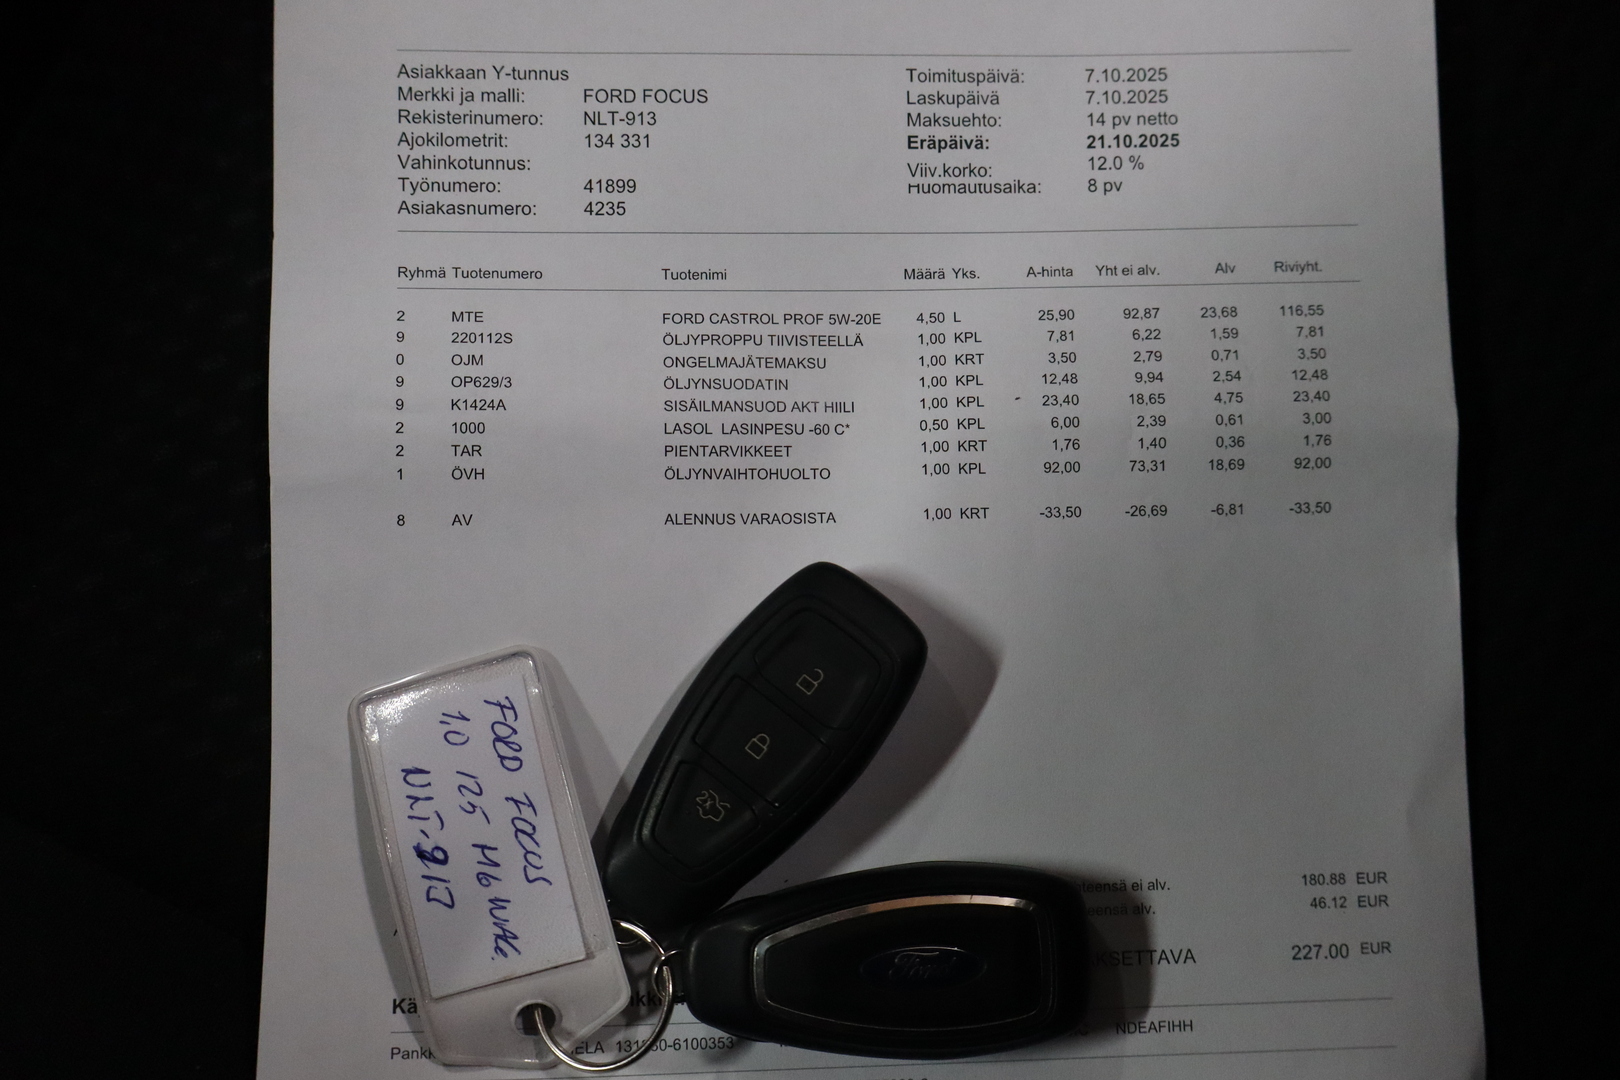 Asiakkaan Y-tunnus
Merkki ja malli: FORD FOCUS
Rekisterinumero: NLT-913
Ajokilometrit: 134 331
Vahinkotunnus:
Työnumero: 41899
Asiakasnumero: 4235
Toimituspäivä: 7.10.2025
Laskupäivä 7.10.2025
Maksuehto: 14 pv netto
Eräpäivä: 21.10.2025
Viiv.korko: 12.0 %
Huomautusaika: 8 pv
Ryhmä Tuotenumero Tuotenimi Määrä Yks. A-hinta Yht ei alv. Alv Riviyht.
2 MTE FORD CASTROL PROF 5W-20E 4,50 L 25,90 92,87 23,68 116,55
9 220112S ÖLJYPROPPU TIIVISTEELLÄ 1,00 KPL 7,81 6,22 1,59 7,81
0 OJM ONGELMAJÄTEMAKSU 1,00 KRT 3,50 2,79 0,71 3,50
9 OP629/3 ÖLJYNSUODATIN 1,00 KPL 12,48 9,94 2,54 12,48
9 K1424A SISÄILMANSUOD AKT HIILI 1,00 KPL 23,40 18,65 4,75 23,40
2 1000 LASOL LASINPESU -60 C* 0,50 KPL 6,00 2,39 0,61 3,00
2 TAR PIENTARVIKKEET 1,00 KRT 1,76 1,40 0,36 1,76
1 ÖVH ÖLJYNVAIHTOHUOLTO 1,00 KPL 92,00 73,31 18,69 92,00
8 AV ALENNUS VARAOSISTA 1,00 KRT -33,50 -26,69 -6,81 -33,50
FORD FOCUS
1,0 125 M6 WAG.
NLT-913
2x
Ford
ei alv. 180.88 EUR
alv. 46.12 EUR
KSETTAVA 227.00 EUR
Kä
NDEAFIHH
Pankk ELA -6100353